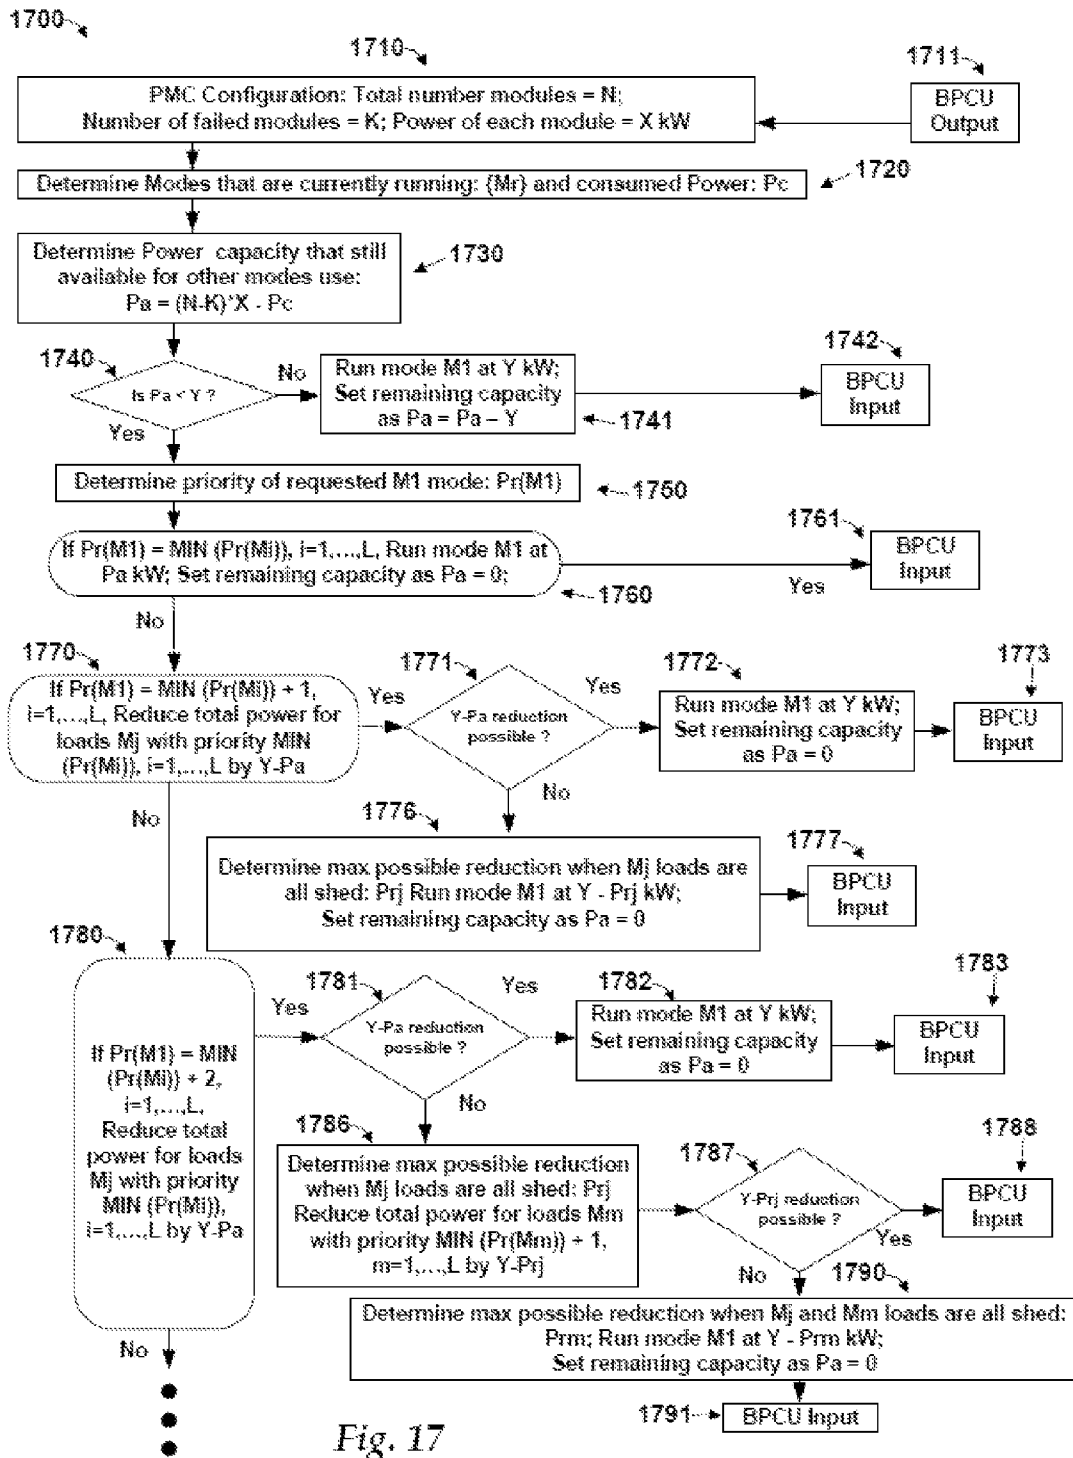 1700
1710
1711
PMC Configuration: Total number modules = N;
Number of failed modules = K; Power of each module = X kW
BPCU
Output
Determine Modes that are currently running: {Mr} and consumed Power: Pc
1720
Determine Power capacity that still
available for other modes use:
Pa = (N-K)*X - Pc
1730
1740
Is Pa < Y ?
No
Yes
Run mode M1 at Y kW;
Set remaining capacity
as Pa = Pa – Y
1741
1742
BPCU
Input
Determine priority of requested M1 mode: Pr(M1)
1750
If Pr(M1) = MIN (Pr(Mi)), i=1,...,L, Run mode M1 at
Pa kW; Set remaining capacity as Pa = 0;
1760
1761
BPCU
Input
Yes
No
1770
If Pr(M1) = MIN (Pr(Mi)) + 1,
i=1,...,L, Reduce total power for
loads Mj with priority MIN
(Pr(Mi)), i=1,...,L by Y-Pa
Yes
1771
Y-Pa reduction
possible ?
Yes
1772
Run mode M1 at Y kW;
Set remaining capacity
as Pa = 0
1773
BPCU
Input
No
No
1776
Determine max possible reduction when Mj loads are
all shed: Prj Run mode M1 at Y - Prj kW;
Set remaining capacity as Pa = 0
1777
BPCU
Input
1780
If Pr(M1) = MIN
(Pr(Mi)) + 2,
i=1,...,L,
Reduce total
power for loads
Mj with priority
MIN (Pr(Mi)),
i=1,...,L by Y-Pa
Yes
1781
Y-Pa reduction
possible ?
Yes
1782
Run mode M1 at Y kW;
Set remaining capacity
as Pa = 0
1783
BPCU
Input
No
1786
Determine max possible reduction
when Mj loads are all shed: Prj
Reduce total power for loads Mm
with priority MIN (Pr(Mm)) + 1,
m=1,...,L by Y-Prj
1787
Y-Prj reduction
possible ?
Yes
1788
BPCU
Input
No
1790
Determine max possible reduction when Mj and Mm loads are all shed:
Prm; Run mode M1 at Y - Prm kW;
Set remaining capacity as Pa = 0
No
1791
BPCU Input
Fig. 17